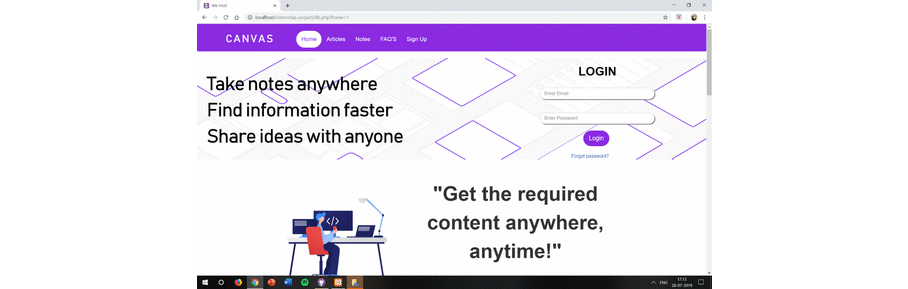 We Host
localhost/internship-project/db.php?home=1
CANVAS
Home Articles Notes FAQ'S Sign Up
Take notes anywhere
Find information faster
Share ideas with anyone
LOGIN
Enter Email
Enter Password
Login
Forgot password?
"Get the required
content anywhere,
anytime!"
</>
ENG
17:11
26-07-2019